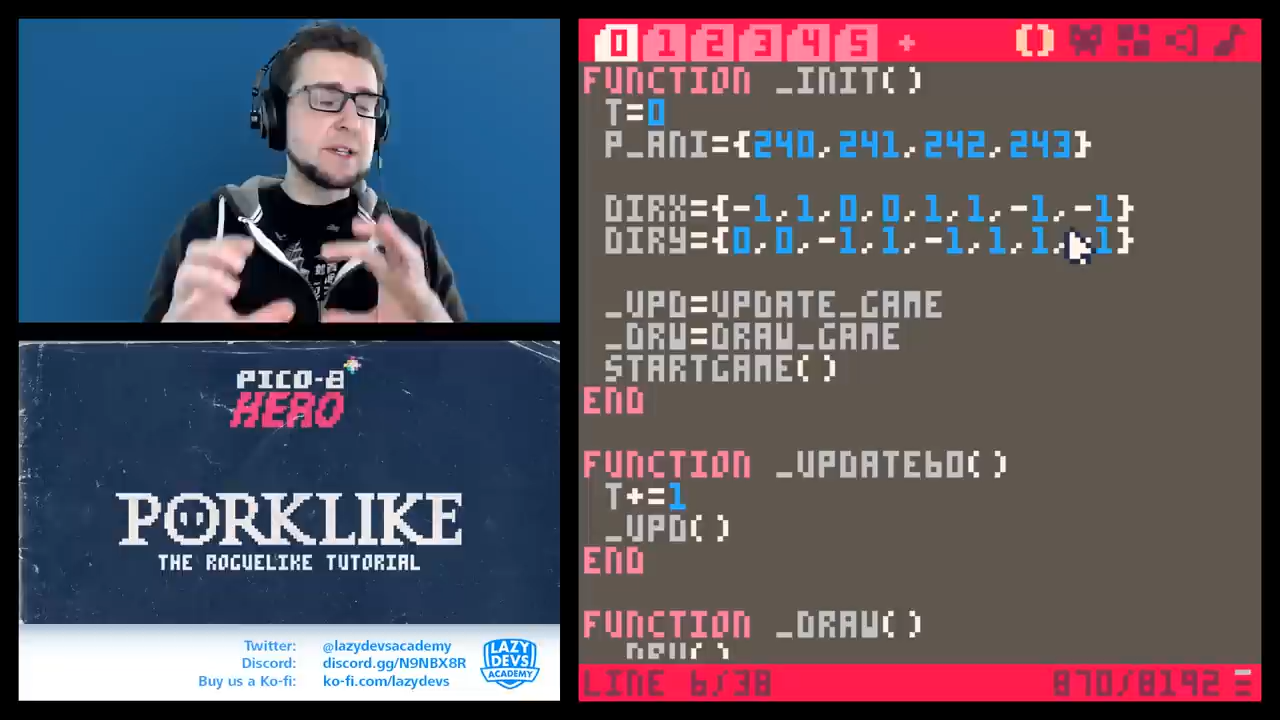 PICO-8
HERO
PORKLIKE
THE ROGUELIKE TUTORIAL
Twitter: @lazydevsacademy
Discord: discord.gg/N9NBX8R
Buy us a Ko-fi: ko-fi.com/lazydevs
LAZY
DEVS
ACADEMY
0 1 2 3 4 5 +
FUNCTION _INIT()
T=0
P_ANI={240,241,242,243}
DIRX={-1,1,0,0,1,1,-1,-1}
DIRY={0,0,-1,1,-1,1,1,-1}
_UPD=UPDATE_GAME
_DRW=DRAW_GAME
STARTGAME()
END
FUNCTION _UPDATE60()
T+=1
_UPD()
END
FUNCTION _DRAW()
_DRW()
LINE 6/38 870/8192